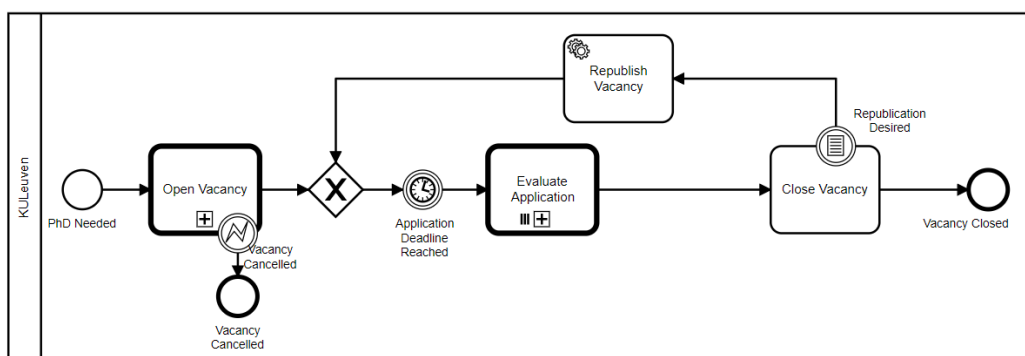 KULeuven
PhD Needed
Open Vacancy
Vacancy
Cancelled
Vacancy
Cancelled
Application
Deadline
Reached
Evaluate
Application
Republish
Vacancy
Republication
Desired
Close Vacancy
Vacancy Closed